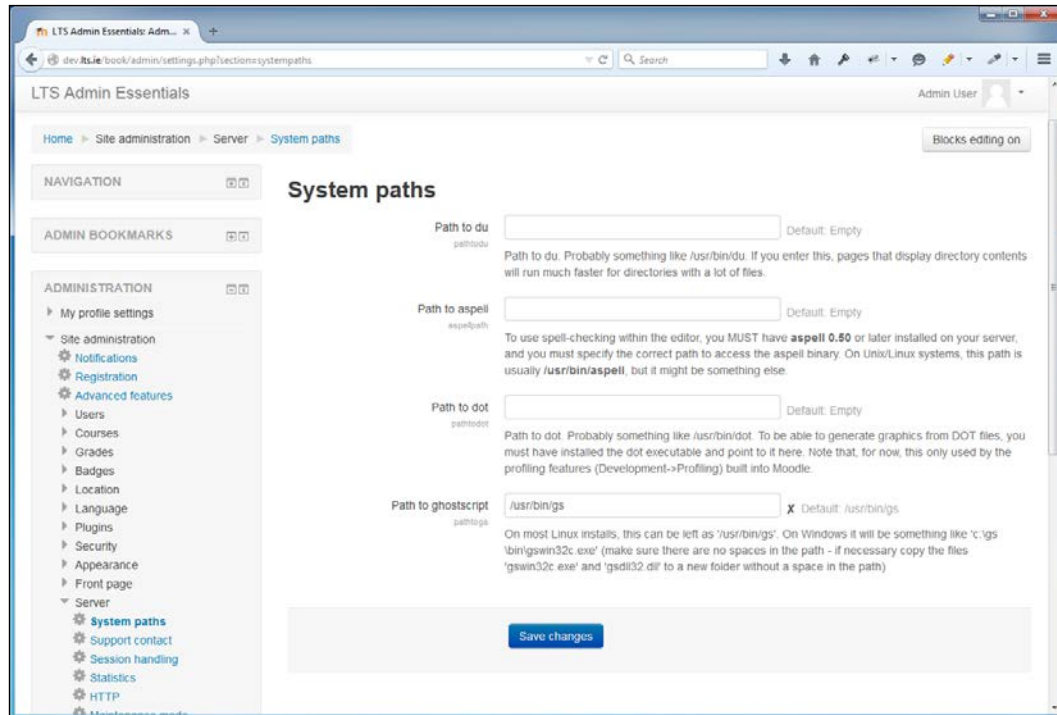 LTS Admin Essentials: Adm...
dev.lts.ie/book/admin/settings.php?section=systempaths
Search
LTS Admin Essentials
Admin User
Home Site administration Server System paths
Blocks editing on
NAVIGATION
ADMIN BOOKMARKS
ADMINISTRATION
My profile settings
Site administration
Notifications
Registration
Advanced features
Users
Courses
Grades
Badges
Location
Language
Plugins
Security
Appearance
Front page
Server
System paths
Support contact
Session handling
Statistics
HTTP
Maintenance mode
System paths
Path to du
Default: Empty
pathtodu
Path to du. Probably something like /usr/bin/du. If you enter this, pages that display directory contents
will run much faster for directories with a lot of files.
Path to aspell
Default: Empty
aspellpath
To use spell-checking within the editor, you MUST have aspell 0.50 or later installed on your server,
and you must specify the correct path to access the aspell binary. On Unix/Linux systems, this path is
usually /usr/bin/aspell, but it might be something else.
Path to dot
Default: Empty
pathtodot
Path to dot. Probably something like /usr/bin/dot. To be able to generate graphics from DOT files, you
must have installed the dot executable and point to it here. Note that, for now, this only used by the
profiling features (Development->Profiling) built into Moodle.
Path to ghostscript
/usr/bin/gs
✘ Default: /usr/bin/gs
pathtogs
On most Linux installs, this can be left as '/usr/bin/gs'. On Windows it will be something like 'c:\gs
\bin\gswin32c.exe' (make sure there are no spaces in the path - if necessary copy the files
'gswin32c.exe' and 'gsdll32.dll' to a new folder without a space in the path)
Save changes